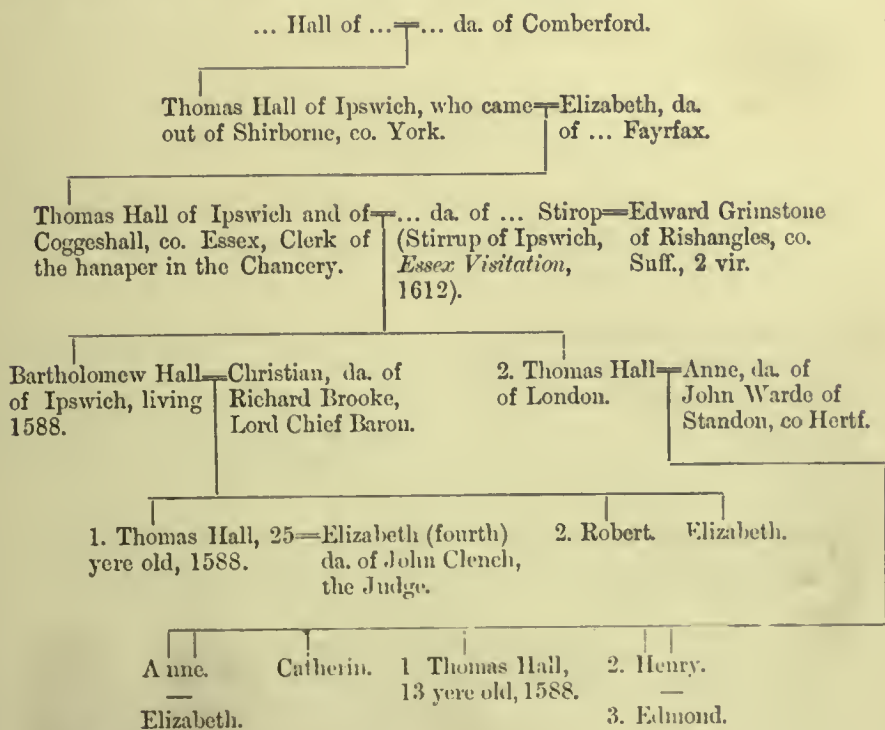 ... Hall of ... ... da. of Comberford.
Thomas Hall of Ipswich, who came
out of Shirborne, co. York.
Elizabeth, da.
of ... Fayrfax.
Thomas Hall of Ipswich and of
Coggeshall, co. Essex, Clerk of
the hanaper in the Chancery.
... da. of ... Stirop
(Stirrup of Ipswich,
Essex Visitation,
1612).
Edward Grimstone
of Rishangles, co.
Suff., 2 vir.
Bartholomew Hall
of Ipswich, living
1588.
Christian, da. of
Richard Brooke,
Lord Chief Baron.
2. Thomas Hall
of London.
Anne, da. of
John Warde of
Standon, co Hertf.
1. Thomas Hall, 25
yere old, 1588.
Elizabeth (fourth)
da. of John Clench,
the Judge.
2. Robert.
Elizabeth.
Anne.
—
Elizabeth.
Catherin.
1 Thomas Hall,
13 yere old, 1588.
2. Henry.
—
3. Edmond.